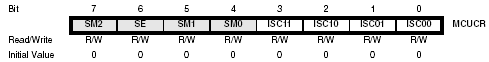 Bit 7 6 5 4 3 2 1 0
SM2 SE SM1 SM0 ISC11 ISC10 ISC01 ISC00 MCUCR
Read/Write R/W R/W R/W R/W R/W R/W R/W R/W
Initial Value 0 0 0 0 0 0 0 0